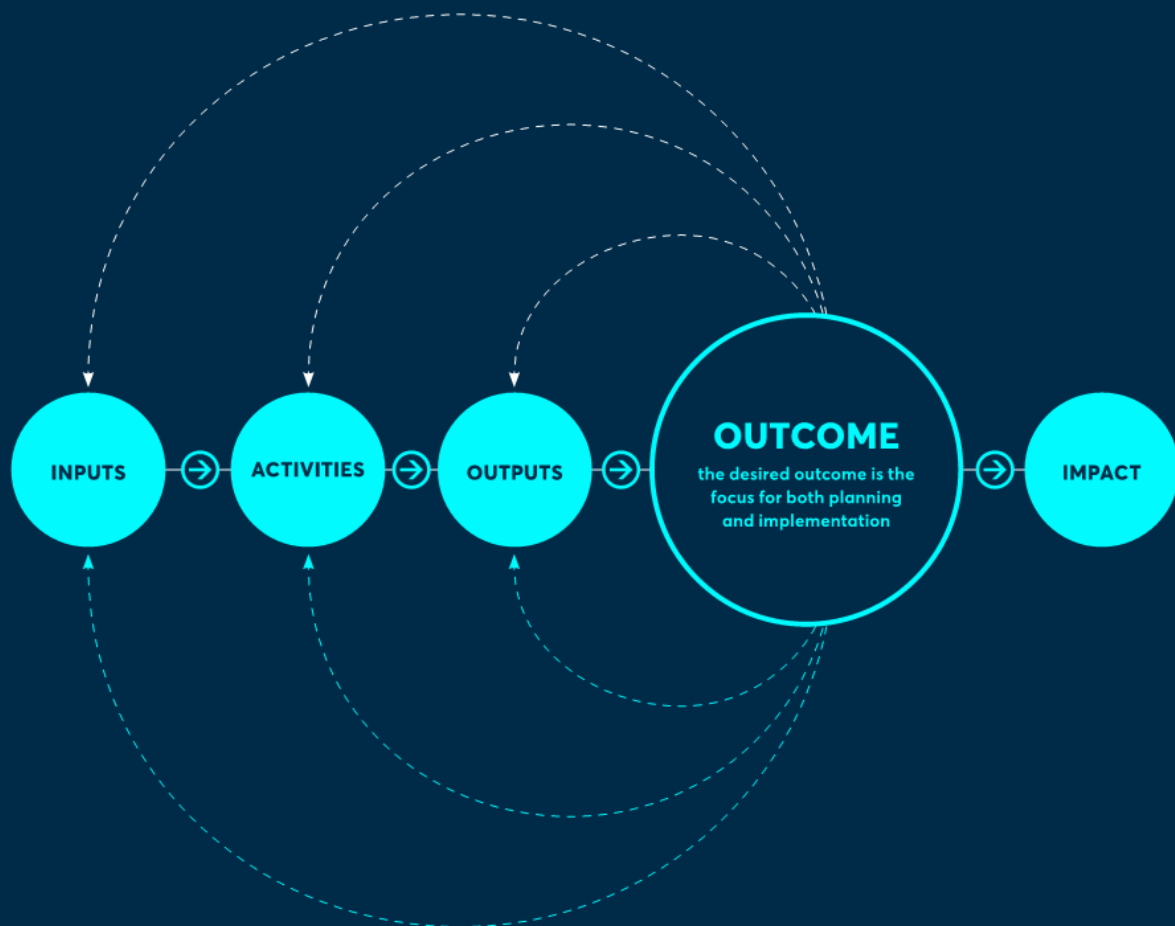 INPUTS
ACTIVITIES
OUTPUTS
OUTCOME
the desired outcome is the
focus for both planning
and implementation
IMPACT